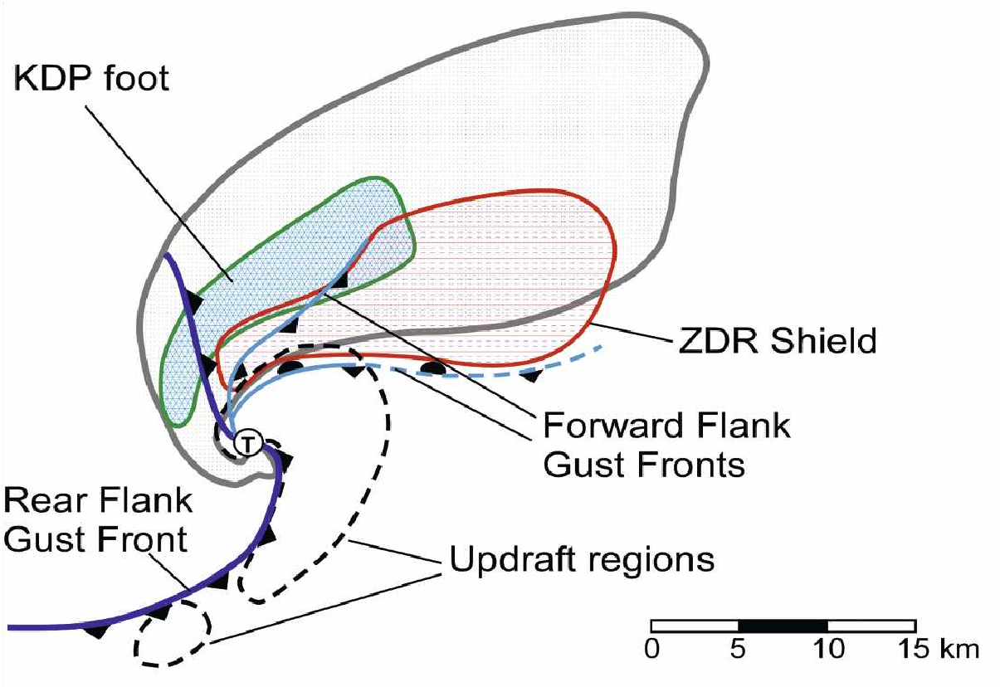 KDP foot
ZDR Shield
Forward Flank
Gust Fronts
T
Rear Flank
Gust Front
Updraft regions
0 5 10 15 km